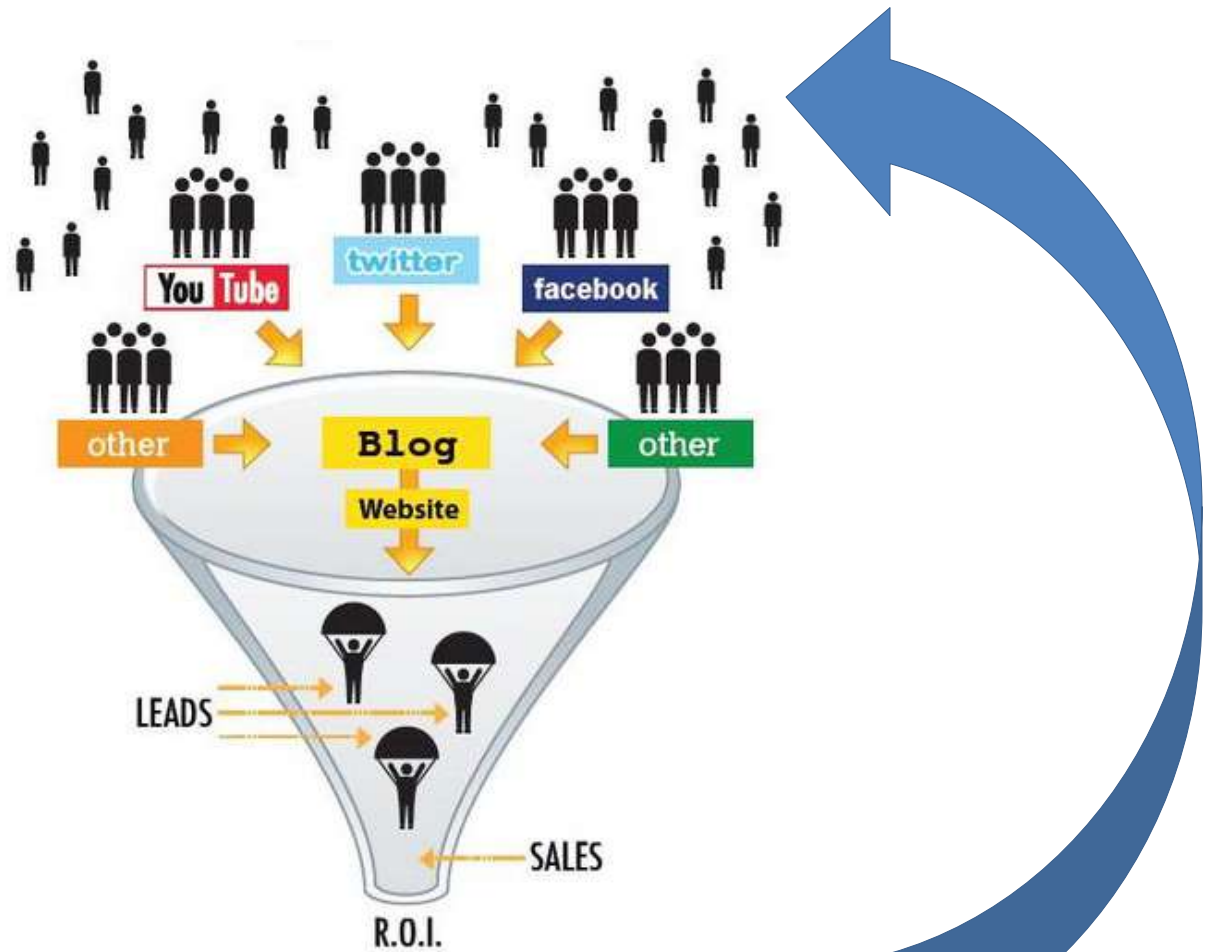 twitter
You Tube
facebook
other
Blog
other
Website
LEADS
SALES
R.O.I.